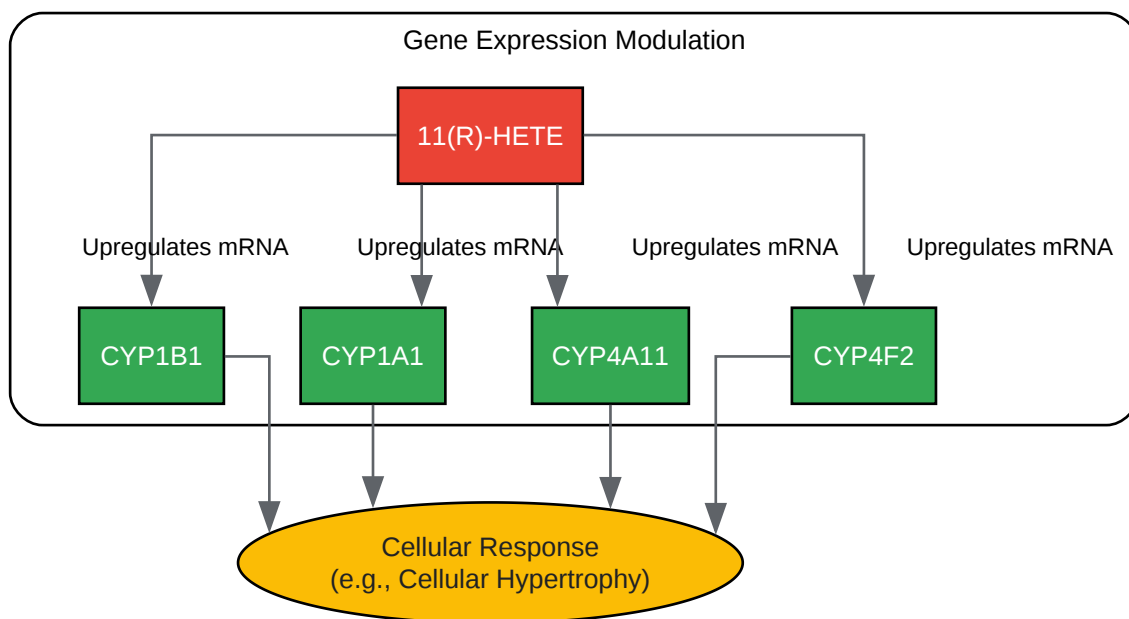 Gene Expression Modulation
11(R)-HETE
Upregulates mRNA
Upregulates mRNA
Upregulates mRNA
Upregulates mRNA
CYP1B1
CYP1A1
CYP4A11
CYP4F2
Cellular Response
(e.g., Cellular Hypertrophy)